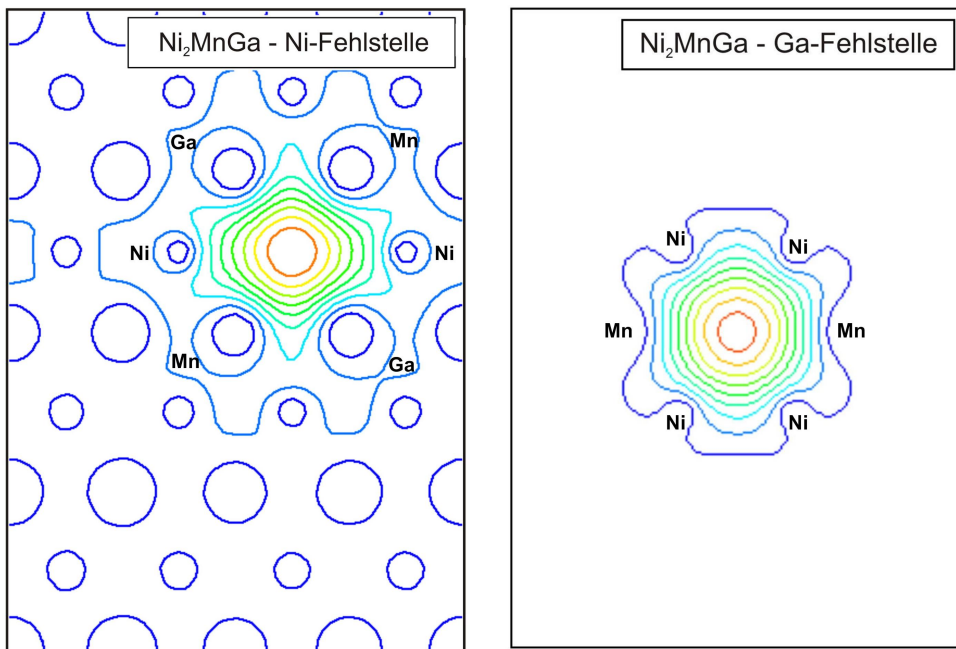 Ni₂MnGa - Ni-Fehlstelle
Ga
Mn
Ni
Ni
Mn
Ga
Ni₂MnGa - Ga-Fehlstelle
Ni
Ni
Mn
Mn
Ni
Ni